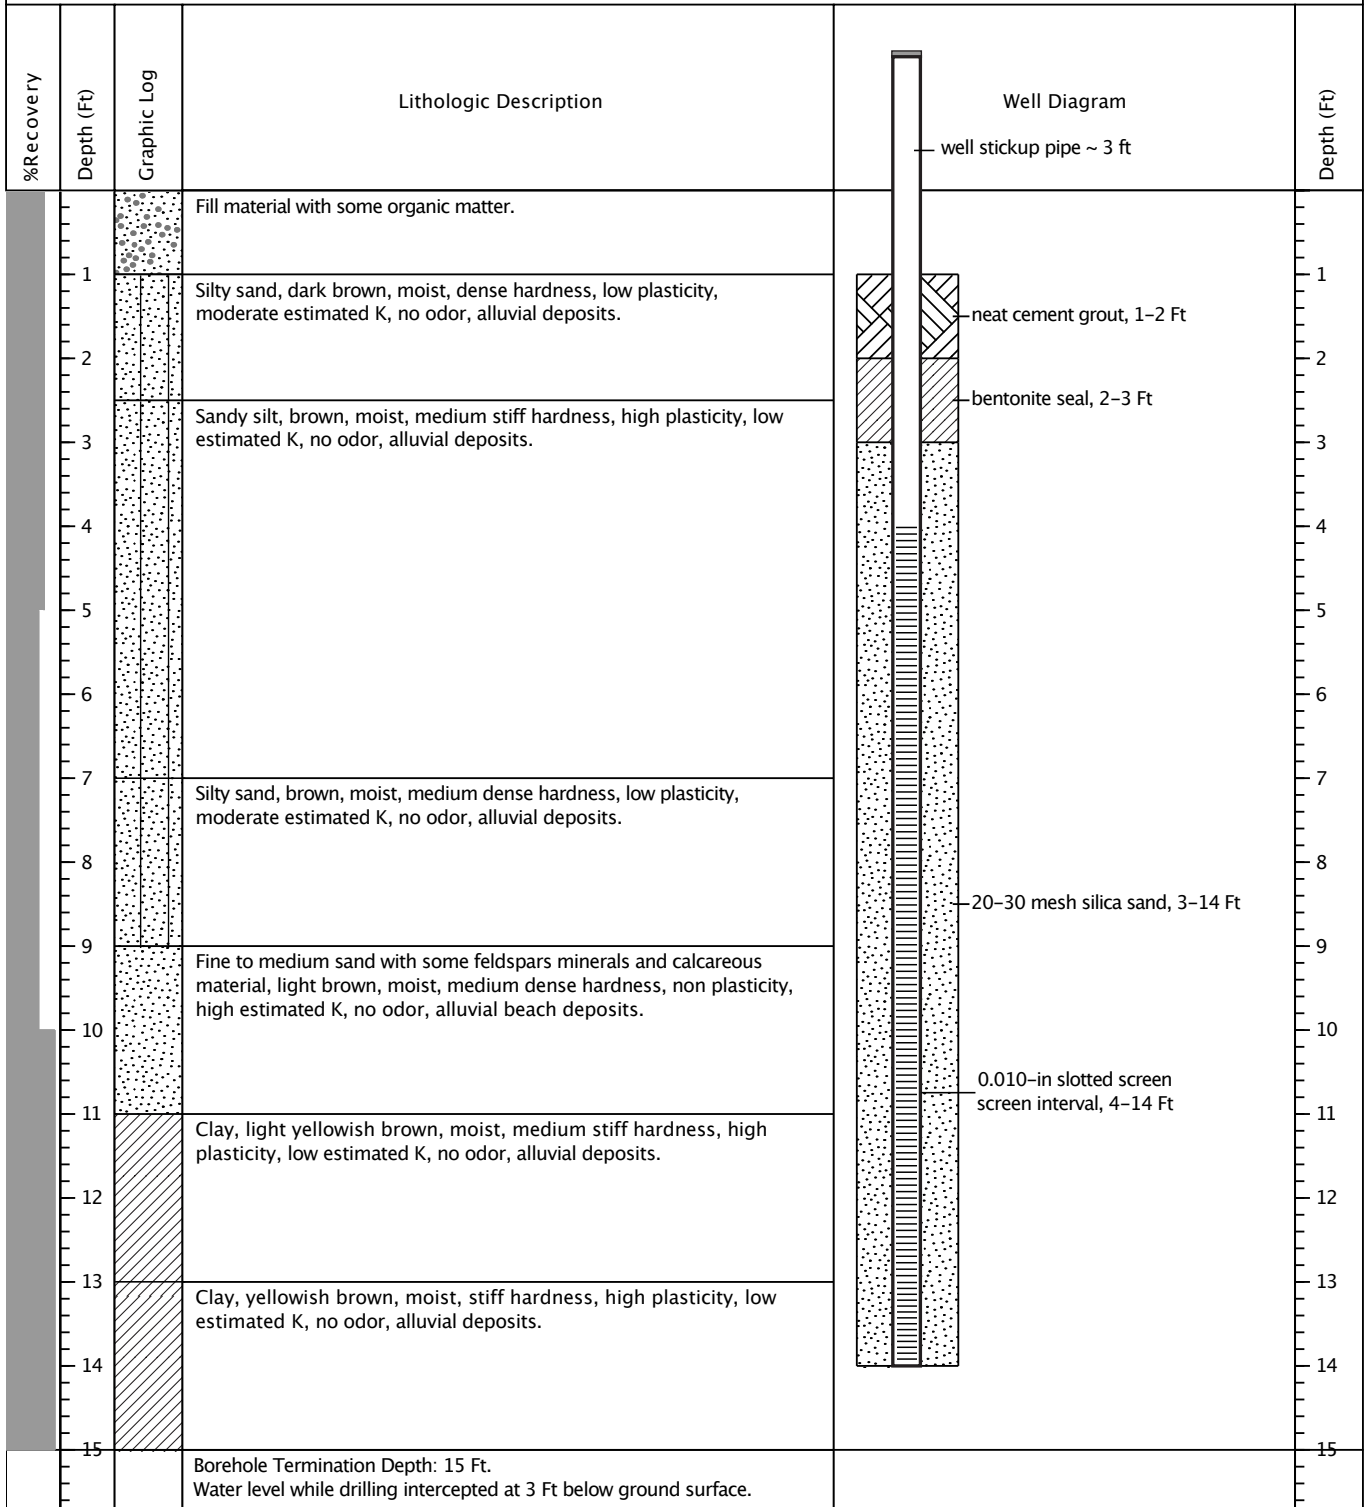 %Recovery
Depth (Ft)
Graphic Log
Lithologic Description
Well Diagram
Depth (Ft)
well stickup pipe ~ 3 ft
Fill material with some organic matter.
1
Silty sand, dark brown, moist, dense hardness, low plasticity,
moderate estimated K, no odor, alluvial deposits.
neat cement grout, 1–2 Ft
1
2
2
Sandy silt, brown, moist, medium stiff hardness, high plasticity, low
estimated K, no odor, alluvial deposits.
bentonite seal, 2–3 Ft
3
3
4
4
5
5
6
6
7
7
Silty sand, brown, moist, medium dense hardness, low plasticity,
moderate estimated K, no odor, alluvial deposits.
8
8
20–30 mesh silica sand, 3–14 Ft
9
9
Fine to medium sand with some feldspars minerals and calcareous
material, light brown, moist, medium dense hardness, non plasticity,
high estimated K, no odor, alluvial beach deposits.
10
10
0.010–in slotted screen
screen interval, 4–14 Ft
11
11
Clay, light yellowish brown, moist, medium stiff hardness, high
plasticity, low estimated K, no odor, alluvial deposits.
12
12
13
13
Clay, yellowish brown, moist, stiff hardness, high plasticity, low
estimated K, no odor, alluvial deposits.
14
14
15
15
Borehole Termination Depth: 15 Ft.
Water level while drilling intercepted at 3 Ft below ground surface.